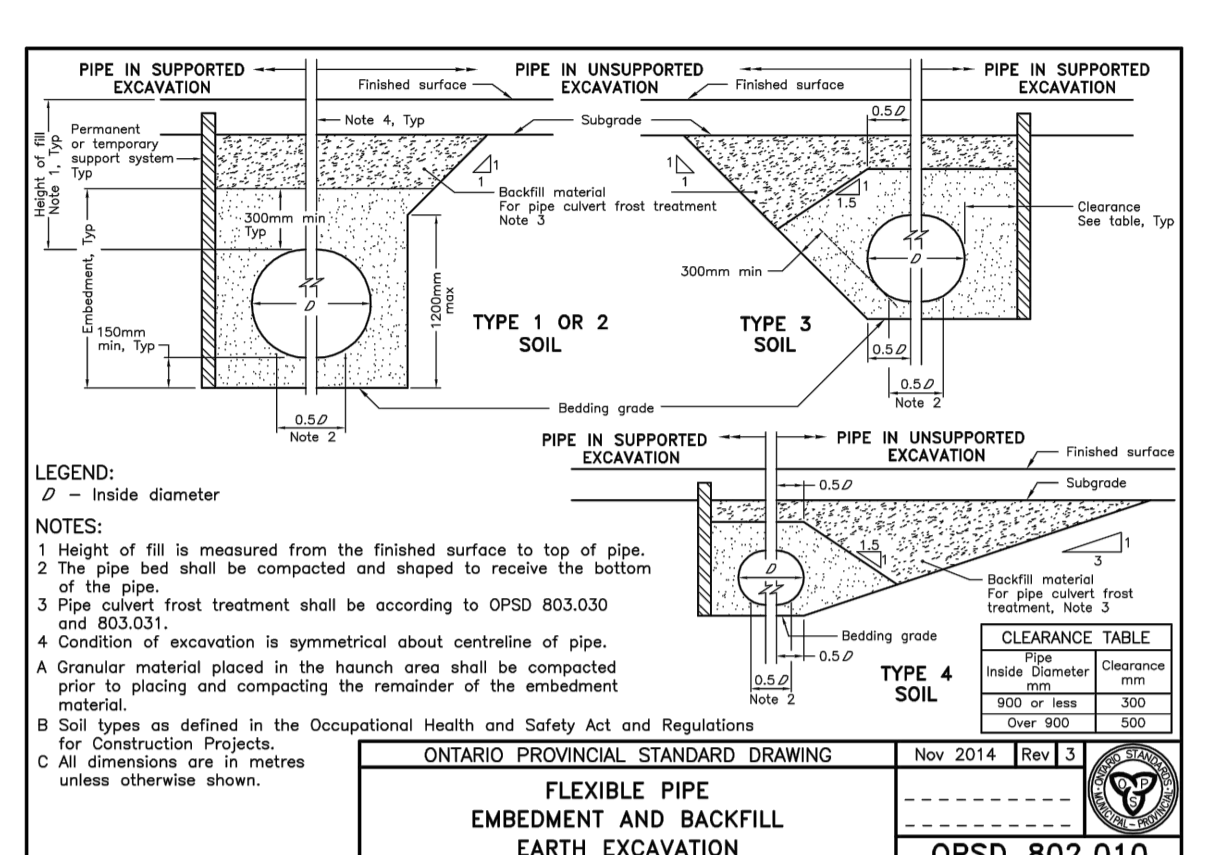 PIPE IN SUPPORTED
EXCAVATION
Finished surface
PIPE IN UNSUPPORTED
EXCAVATION
Finished surface
PIPE IN SUPPORTED
EXCAVATION
Height of fill
Note 1, Typ
Permanent
or temporary
support system
Typ
Note 4, Typ
Subgrade
0.5D
1
1
1
1
Backfill material
For pipe culvert frost treatment
Note 3
1
1.5
Clearance
See table, Typ
Embedment, Typ
300mm min
Typ
300mm min
D
D
1200mm
max
150mm
min, Typ
TYPE 1 OR 2
SOIL
TYPE 3
SOIL
0.5D
0.5D
Note 2
Bedding grade
0.5D
Note 2
PIPE IN SUPPORTED
EXCAVATION
PIPE IN UNSUPPORTED
EXCAVATION
Finished surface
Subgrade
0.5D
1.5
1
1
3
D
Backfill material
For pipe culvert frost
treatment, Note 3
Bedding grade
0.5D
0.5D
Note 2
TYPE 4
SOIL
CLEARANCE TABLE
Pipe
Inside Diameter
mm
Clearance
mm
900 or less 300
Over 900 500
LEGEND:
D – Inside diameter
NOTES:
1 Height of fill is measured from the finished surface to top of pipe.
2 The pipe bed shall be compacted and shaped to receive the bottom
of the pipe.
3 Pipe culvert frost treatment shall be according to OPSD 803.030
and 803.031.
4 Condition of excavation is symmetrical about centreline of pipe.
A Granular material placed in the haunch area shall be compacted
prior to placing and compacting the remainder of the embedment
material.
B Soil types as defined in the Occupational Health and Safety Act and Regulations
for Construction Projects.
C All dimensions are in metres
unless otherwise shown.
ONTARIO PROVINCIAL STANDARD DRAWING
Nov 2014 Rev 3
FLEXIBLE PIPE
EMBEDMENT AND BACKFILL
EARTH EXCAVATION
ONTARIO STANDARDS
MUNICIPAL – PROVINCIAL
O P S
OPSD 802.010